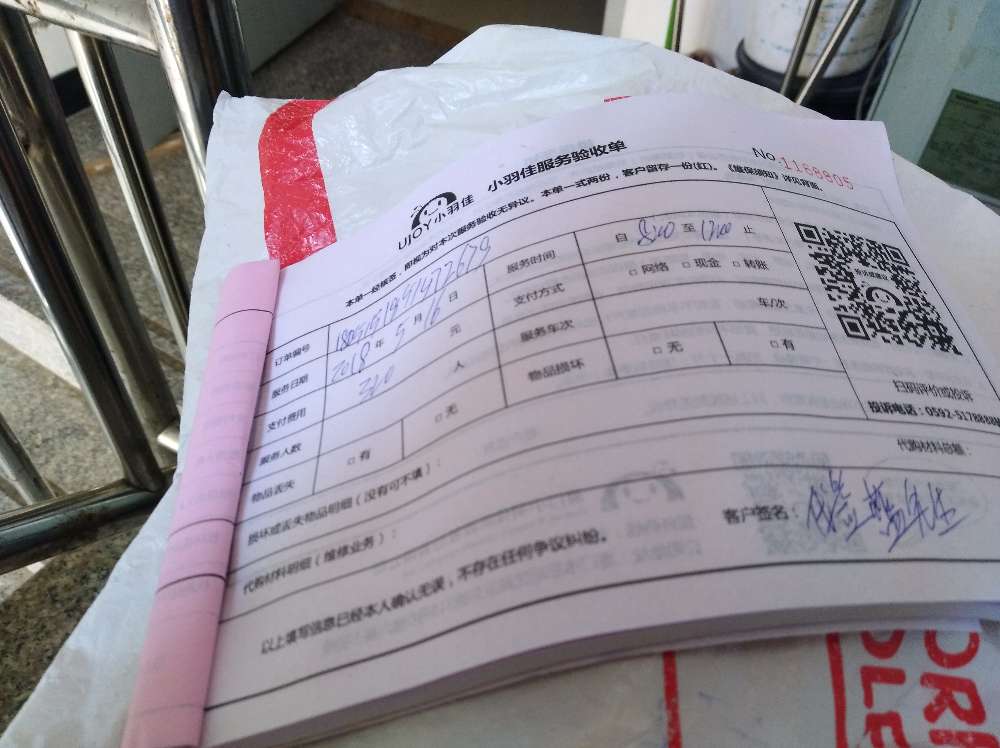 小羽佳服务验收单
No.1168805
UJOY小羽佳
本单一经核签，即视为对本次服务验收无异议。本单一式两份，客户留存一份(红)。《维保须知》详见背面。
订单编号
服务时间 自 8:00 至 12:00 止
服务日期 2018 年 5 月 16 日
支付方式 □ 网络 □ 现金 □ 转账
支付费用 320 元
服务车次 车/次
服务人数 人
物品损坏 □ 无 □ 有
物品丢失 □ 有 □ 无
扫码评价或投诉
投诉电话：0592-5178888
损坏或丢失物品明细（没有可不填）：
代购材料明细（维修业务）：
代购材料总额：
以上填写信息已经本人确认无误，不存在任何争议纠纷。
客户签名：